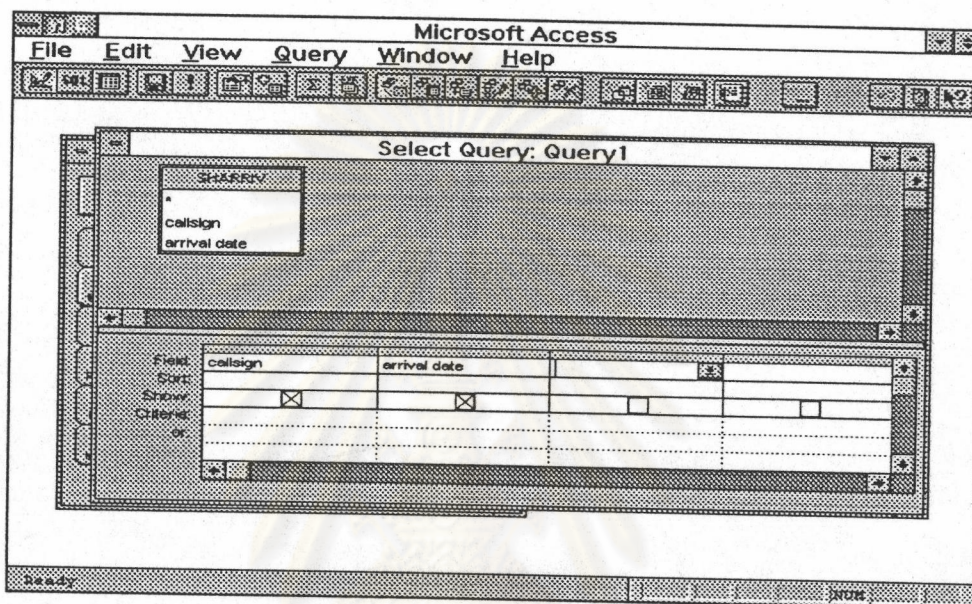 Microsoft Access
File Edit View Query Window Help
Select Query: Query1
SHARRIV
*
callsign
arrival date
Field: callsign arrival date
Sort:
Show:
Criteria:
or:
Ready
NUM